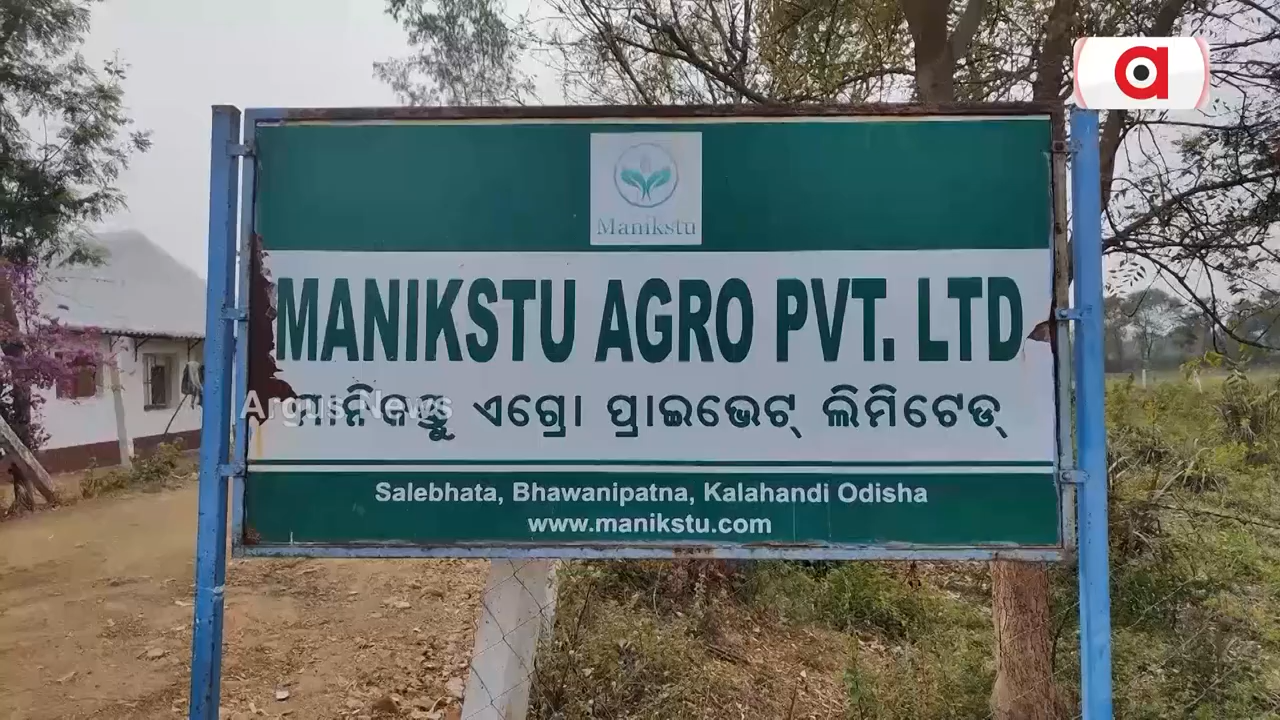 a
Manikstu
MANIKSTU AGRO PVT. LTD
Argus News
ମାନିକସ୍ତୁ ଏଗ୍ରୋ ପ୍ରାଇଭେଟ୍ ଲିମିଟେଡ୍
Salebhata, Bhawanipatna, Kalahandi Odisha
www.manikstu.com